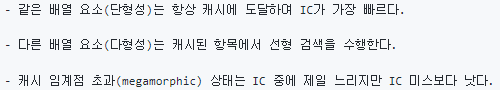 - 같은 배열 요소(단형성)는 항상 캐시에 도달하며 IC가 가장 빠르다.
- 다른 배열 요소(다형성)는 캐시된 항목에서 선형 검색을 수행한다.
- 캐시 임계점 초과(megamorphic) 상태는 IC 중에 제일 느리지만 IC 미스보다 낫다.